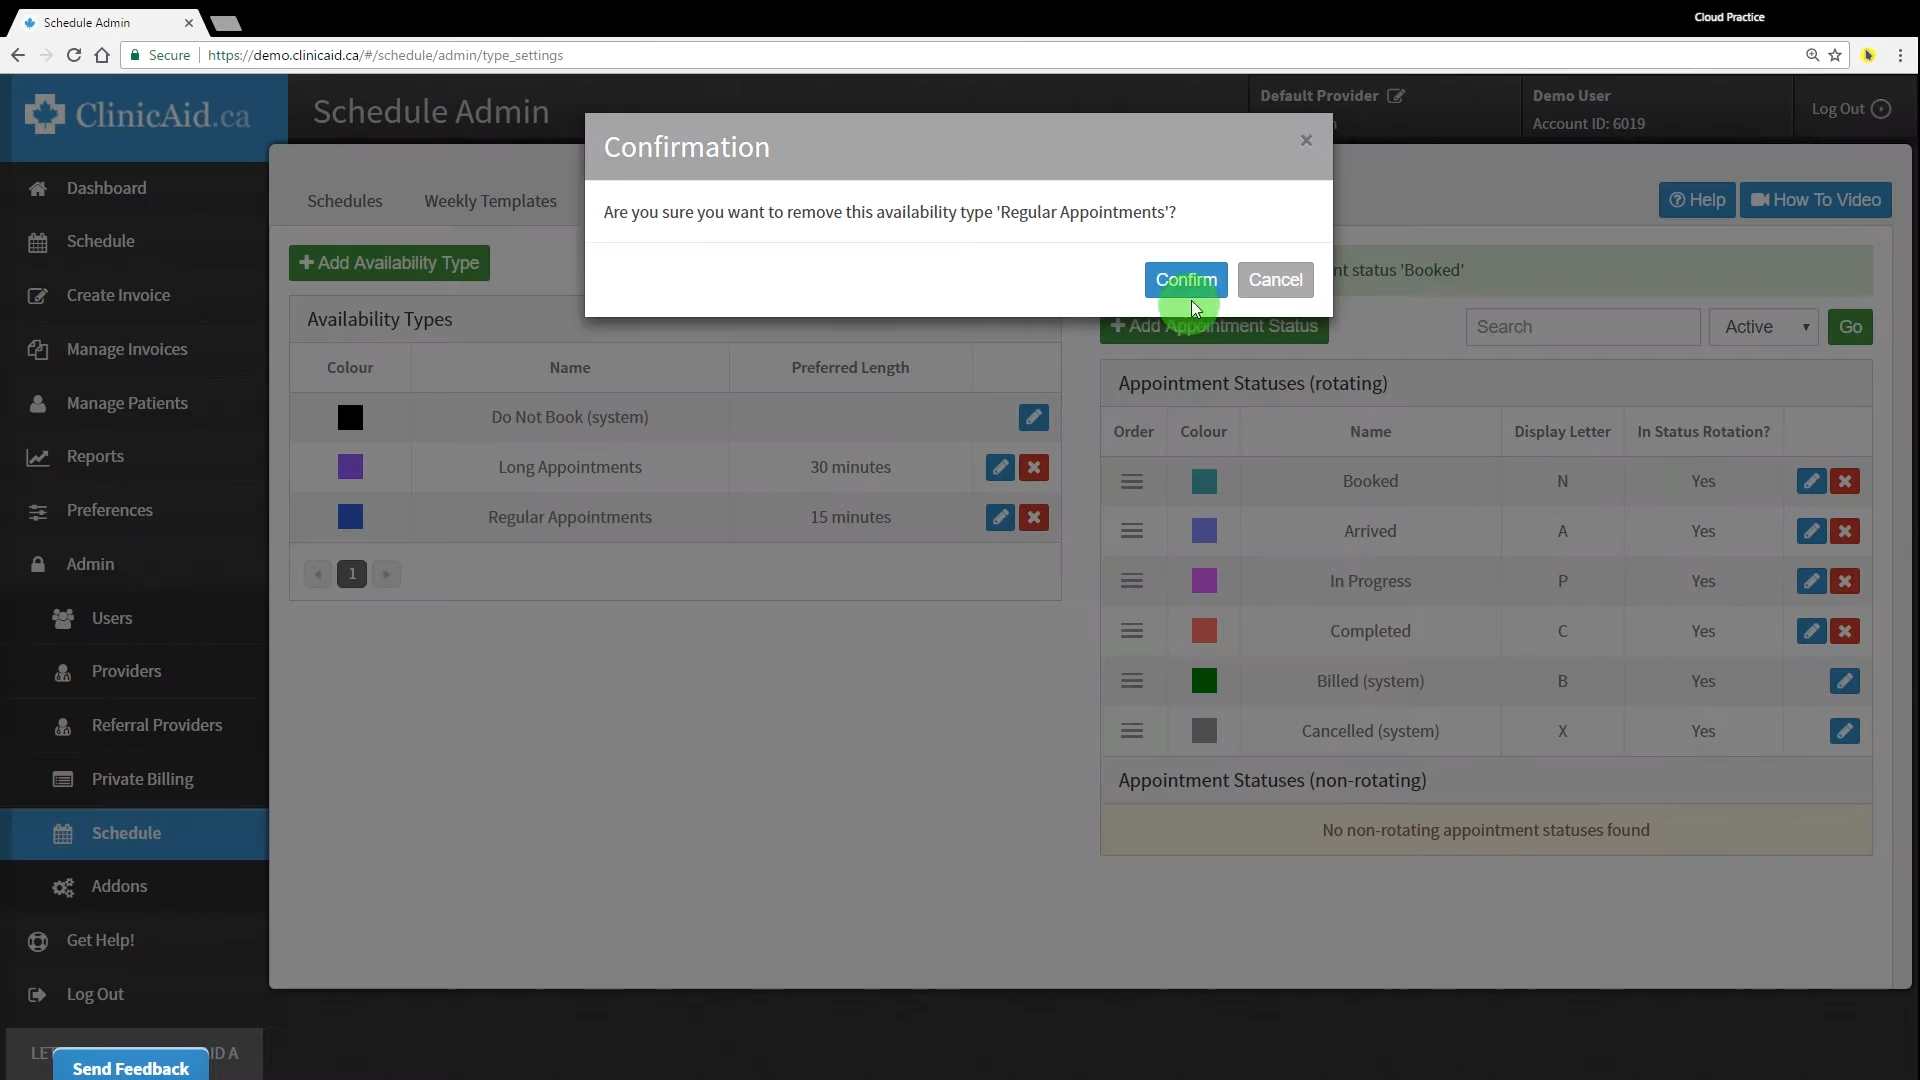 Schedule Admin
Cloud Practice
Secure https://demo.clinicaid.ca/#/schedule/admin/type_settings
ClinicAid.ca
Schedule Admin
Default Provider
Demo User
Account ID: 6019
Log Out
Confirmation
Are you sure you want to remove this availability type 'Regular Appointments'?
Confirm
Cancel
Dashboard
Schedule
Create Invoice
Manage Invoices
Manage Patients
Reports
Preferences
Admin
Users
Providers
Referral Providers
Private Billing
Schedule
Addons
Get Help!
Log Out
Send Feedback
Schedules
Weekly Templates
Help
How To Video
Add Availability Type
Availability Types
Colour Name Preferred Length
Do Not Book (system)
Long Appointments 30 minutes
Regular Appointments 15 minutes
1
status 'Booked'
Add Appointment Status
Search
Active
Go
Appointment Statuses (rotating)
Order Colour Name Display Letter In Status Rotation?
Booked N Yes
Arrived A Yes
In Progress P Yes
Completed C Yes
Billed (system) B Yes
Cancelled (system) X Yes
Appointment Statuses (non-rotating)
No non-rotating appointment statuses found